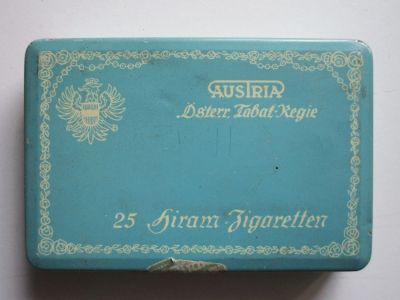 AUSTRIA
Österr. Tabak-Regie
25 Hiram-Zigaretten